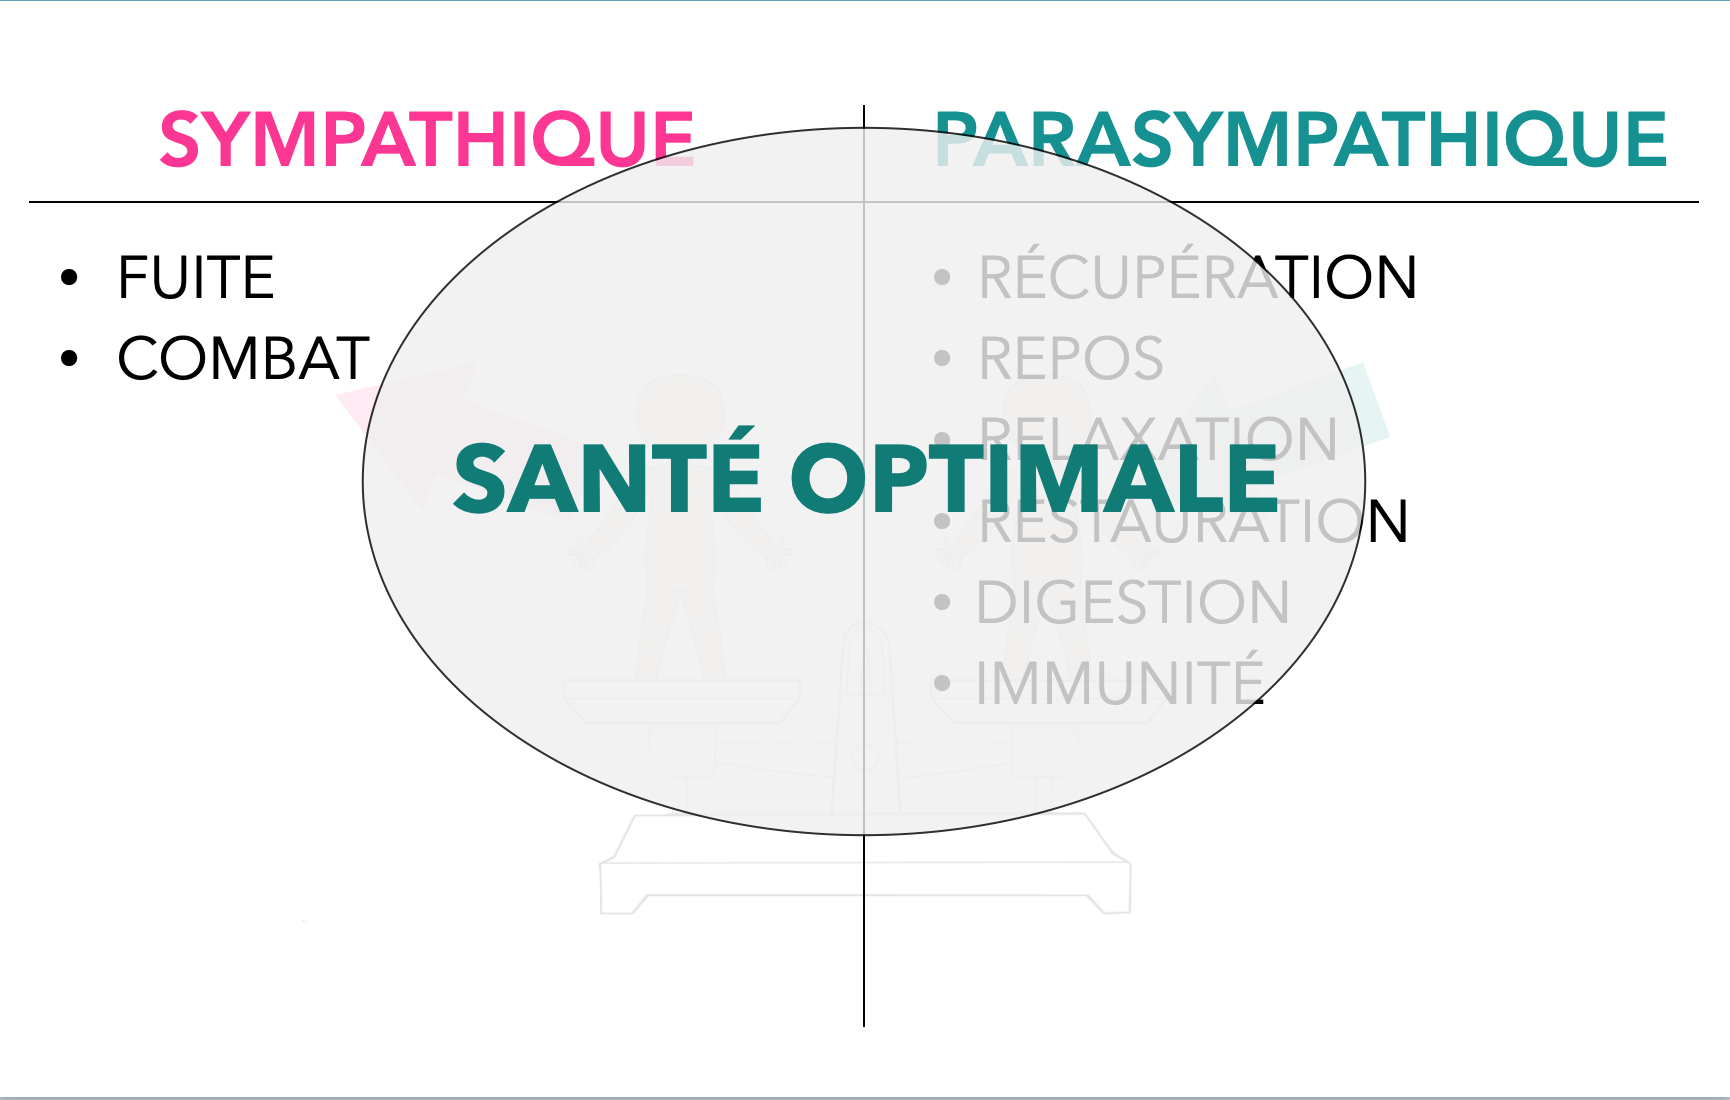 SYMPATHIQUE
• FUITE
• COMBAT
PARASYMPATHIQUE
• RÉCUPÉRATION
• REPOS
• RELAXATION
• RESTAURATION
• DIGESTION
• IMMUNITÉ
SANTÉ OPTIMALE